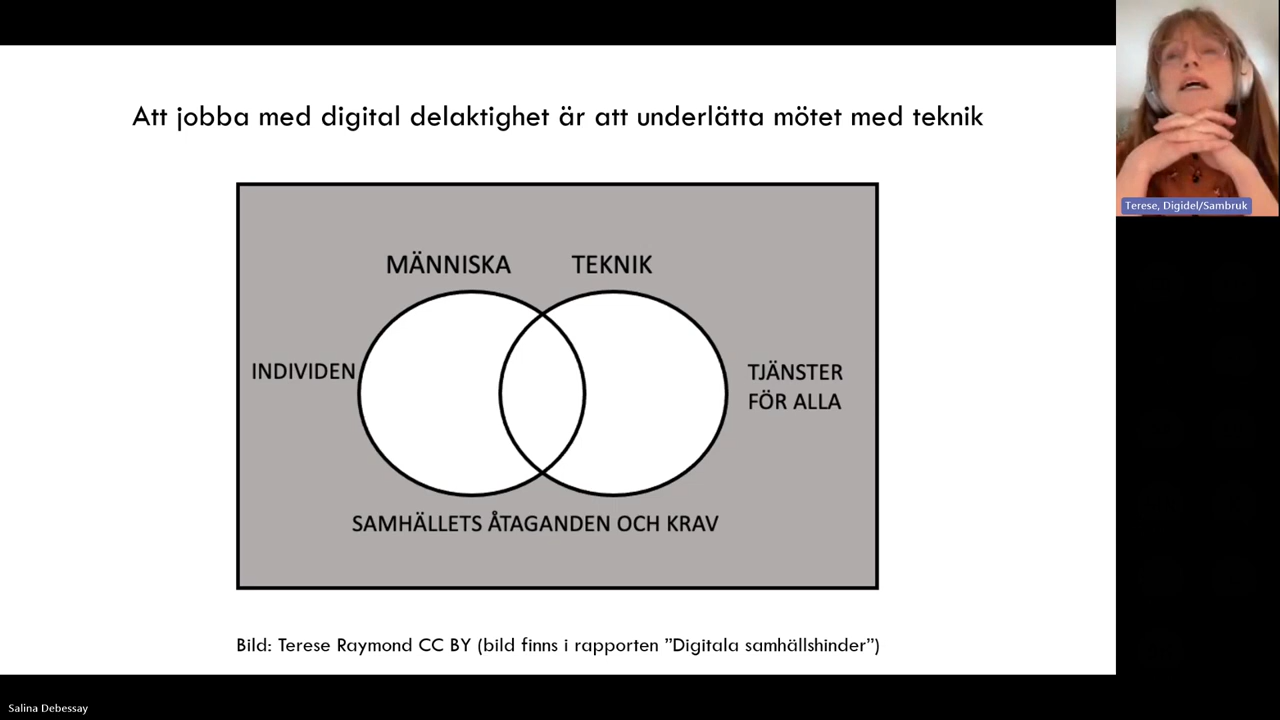 Att jobba med digital delaktighet är att underlätta mötet med teknik
MÄNNISKA
TEKNIK
INDIVIDEN
TJÄNSTER
FÖR ALLA
SAMHÄLLETS ÅTAGANDEN OCH KRAV
Bild: Terese Raymond CC BY (bild finns i rapporten ”Digitala samhällshinder”)
Terese, Digidel/Sambruk
Salina Debessay